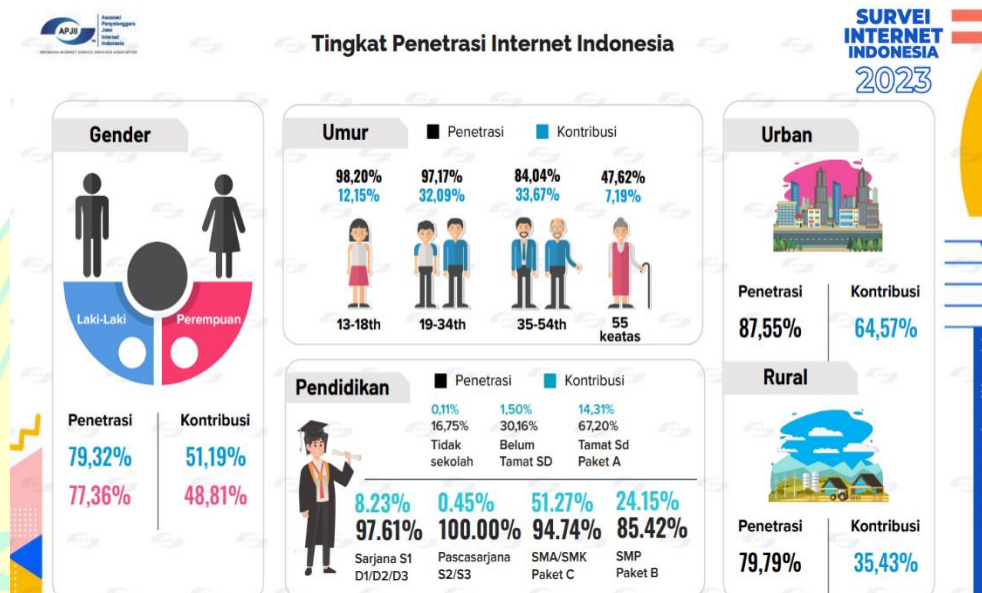 APJII
Asosiasi
Penyelenggara
Jasa
Internet
Indonesia
INDONESIA INTERNET SERVICE PROVIDER ASSOCIATION
Tingkat Penetrasi Internet Indonesia
SURVEI
INTERNET
INDONESIA
2023
Gender
Laki-Laki
Perempuan
Penetrasi Kontribusi
79,32% 51,19%
77,36% 48,81%
Umur
Penetrasi Kontribusi
98,20% 97,17% 84,04% 47,62%
12,15% 32,09% 33,67% 7,19%
13-18th 19-34th 35-54th 55
keatas
Pendidikan
Penetrasi Kontribusi
0,11% 1,50% 14,31%
16,75% 30,16% 67,20%
Tidak Belum Tamat Sd
sekolah Tamat SD Paket A
8.23% 0.45% 51.27% 24.15%
97.61% 100.00% 94.74% 85.42%
Sarjana S1 Pascasarjana SMA/SMK SMP
D1/D2/D3 S2/S3 Paket C Paket B
Urban
Penetrasi Kontribusi
87,55% 64,57%
Rural
Penetrasi Kontribusi
79,79% 35,43%